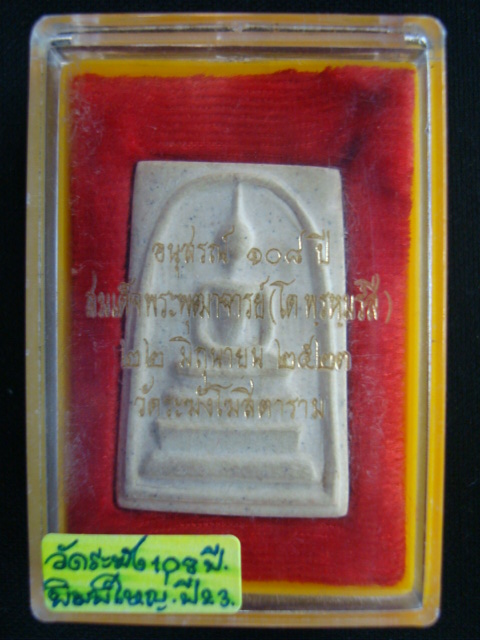 อนุสรณ์ ๑๐๘ ปี
สมเด็จพระพุฒาจารย์(โต พฺรหฺมรํสี)
๒๒ มิถุนายน ๒๕๒๓
วัดระฆังโฆสิตาราม
วัดระฆัง 108 ปี.
พิมพ์ใหญ่. ปี 23.